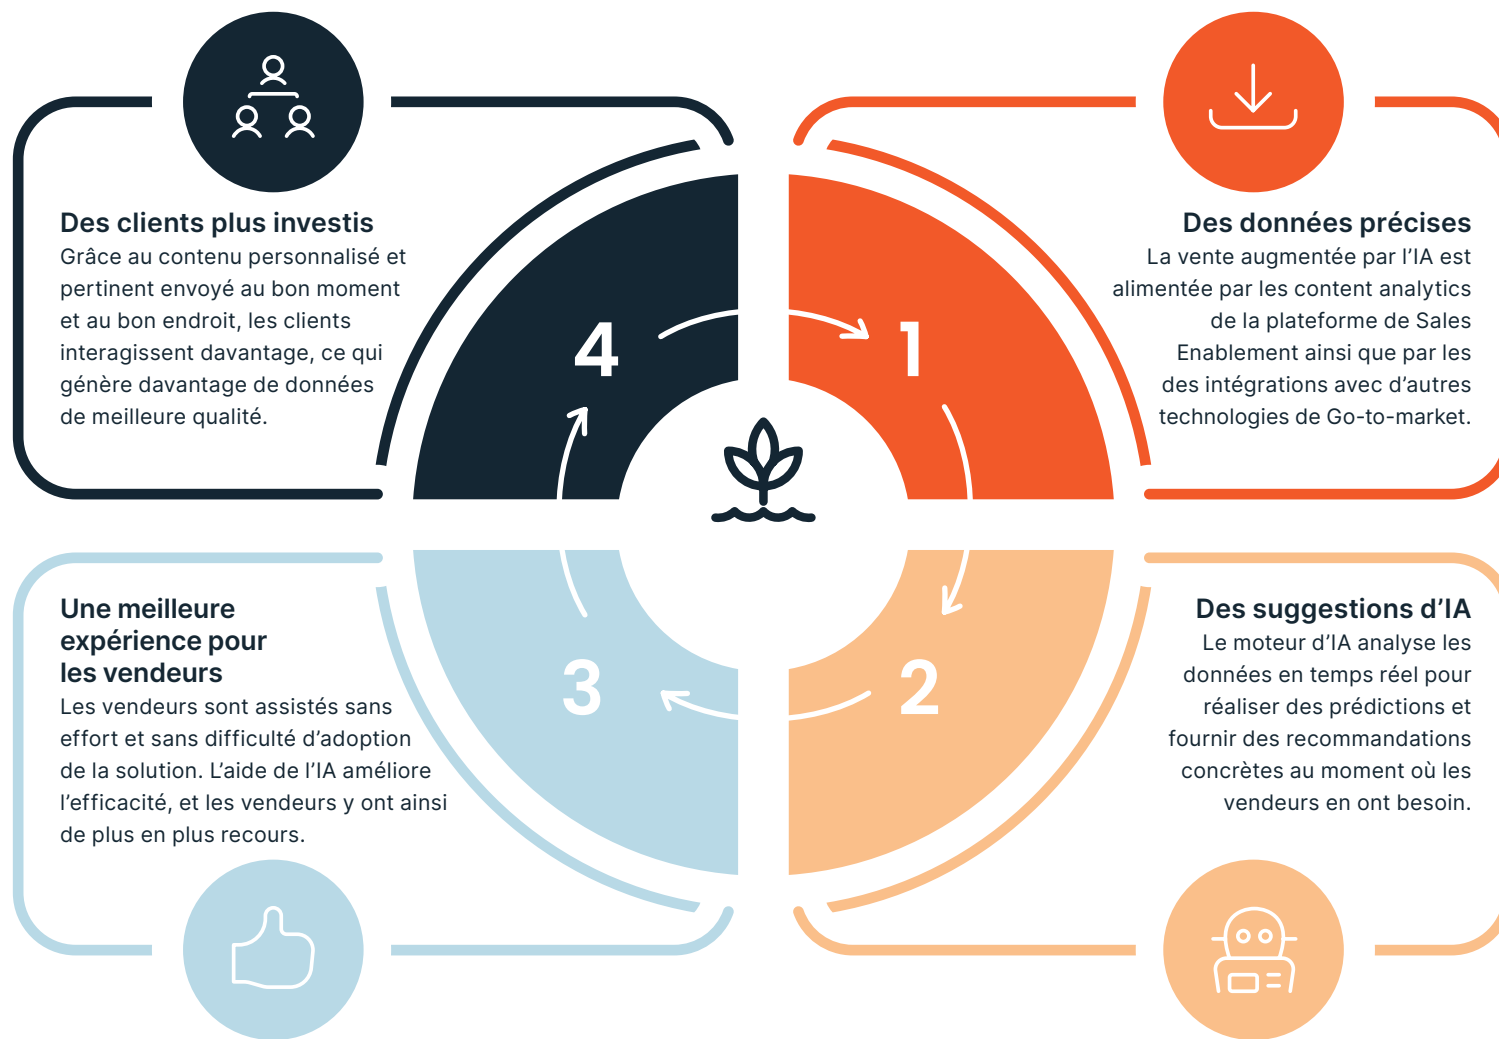 Des clients plus investis
Grâce au contenu personnalisé et
pertinent envoyé au bon moment
et au bon endroit, les clients
interagissent davantage, ce qui
génère davantage de données
de meilleure qualité.
Des données précises
La vente augmentée par l’IA est
alimentée par les content analytics
de la plateforme de Sales
Enablement ainsi que par les
des intégrations avec d’autres
technologies de Go-to-market.
4
1
3
2
Une meilleure
expérience pour
les vendeurs
Les vendeurs sont assistés sans
effort et sans difficulté d’adoption
de la solution. L’aide de l’IA améliore
l’efficacité, et les vendeurs y ont ainsi
de plus en plus recours.
Des suggestions d’IA
Le moteur d’IA analyse les
données en temps réel pour
réaliser des prédictions et
fournir des recommandations
concrètes au moment où les
vendeurs en ont besoin.